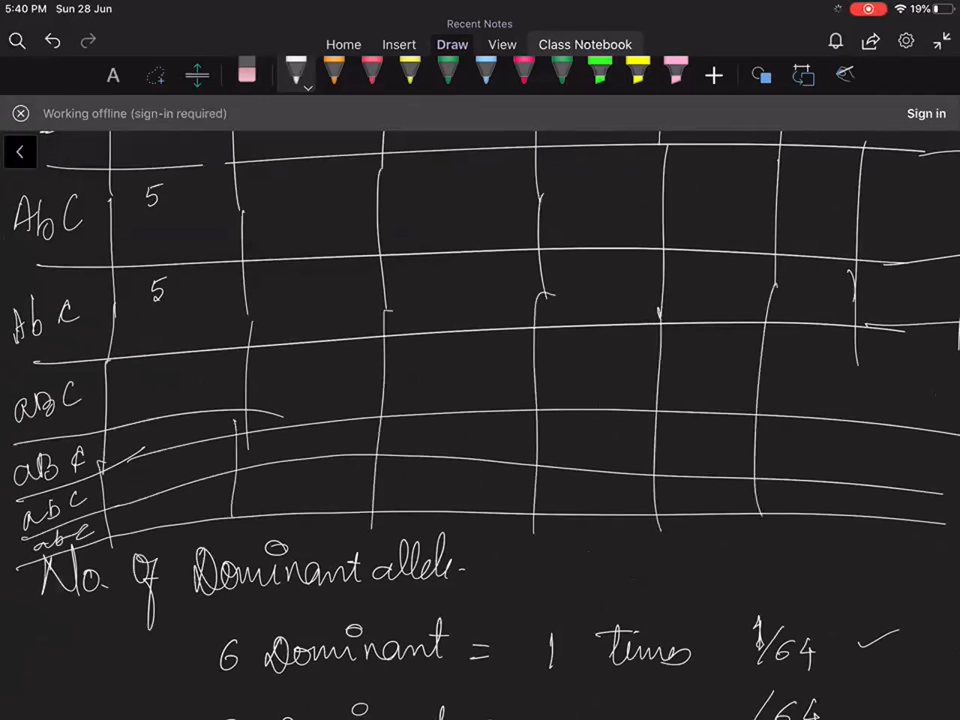 5:40 PM Sun 28 Jun
19%
Recent Notes
Home Insert Draw View Class Notebook
A
Working offline (sign-in required) Sign in
AbC 5
Abc 5
aBC
aBc
abC
abc
No. of Dominant allele.
6 Dominant = 1 times 1/64
/64